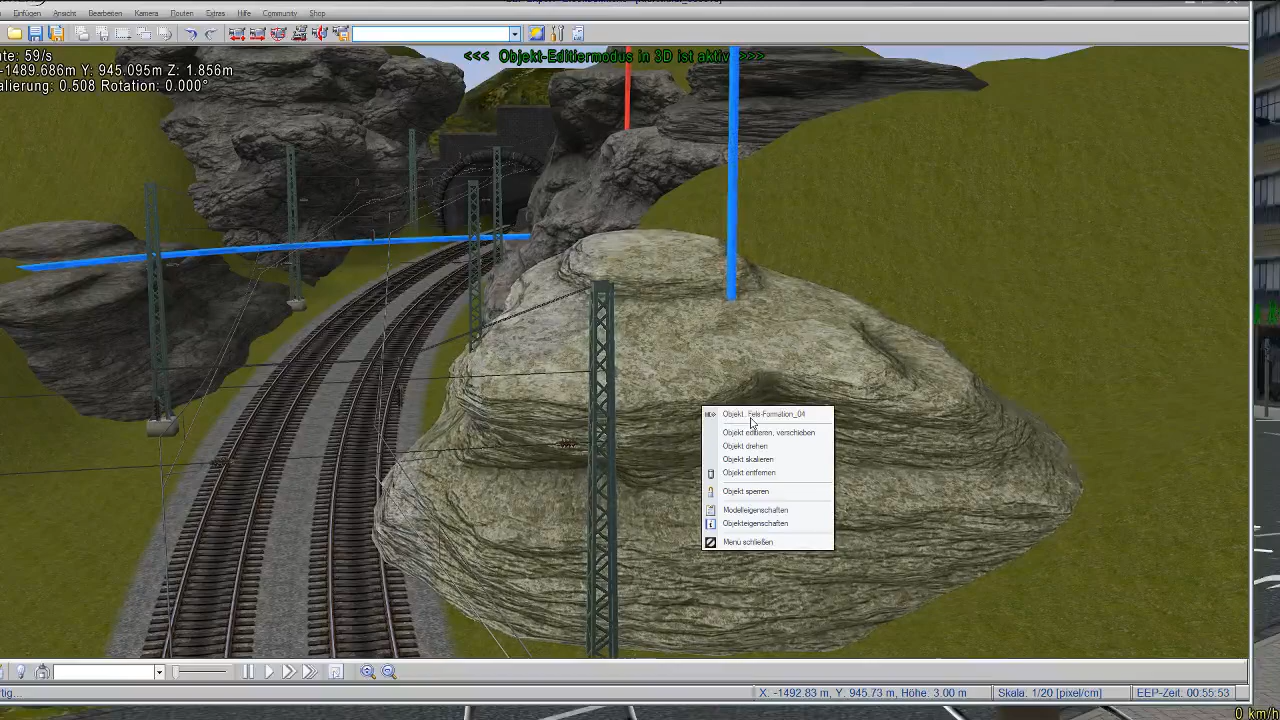 Einfügen Ansicht Bearbeiten Kamera Routen Extras Hilfe Community Shop
<<< Objekt-Editiermodus in 3D ist aktiv >>>
ate: 59/s
-1489.686m Y: 945.095m Z: 1.856m
alierung: 0.508 Rotation: 0.000°
Objekt: Fels-Formation_04
Objekt editieren, verschieben
Objekt drehen
Objekt skalieren
Objekt entfernen
Objekt sperren
Modelleigenschaften
Objekteigenschaften
Menü schließen
rtig...
X: -1492.83 m, Y: 945.73 m, Höhe: 3.00 m
Skala: 1/20 [pixel/cm]
EEP-Zeit: 00:55:53
0 km/h